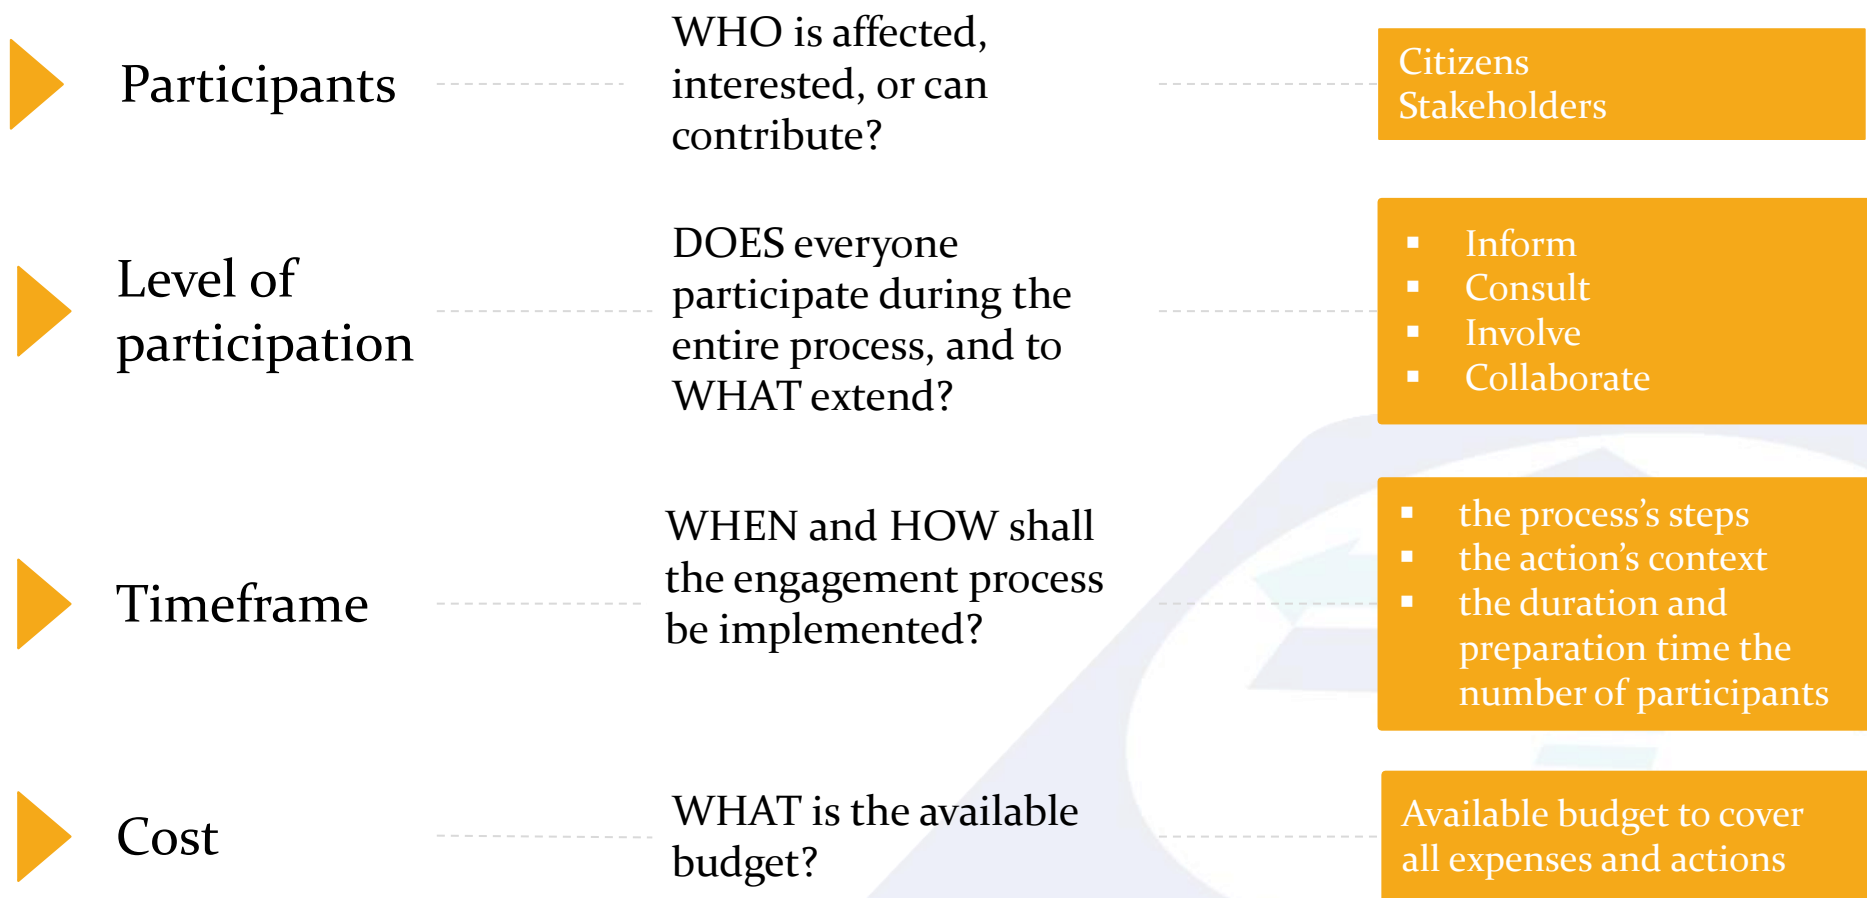 Participants
WHO is affected,
interested, or can
contribute?
Citizens
Stakeholders
Level of
participation
DOES everyone
participate during the
entire process, and to
WHAT extend?
▪ Inform
▪ Consult
▪ Involve
▪ Collaborate
Timeframe
WHEN and HOW shall
the engagement process
be implemented?
▪ the process’s steps
▪ the action’s context
▪ the duration and
preparation time the
number of participants
Cost
WHAT is the available
budget?
Available budget to cover
all expenses and actions